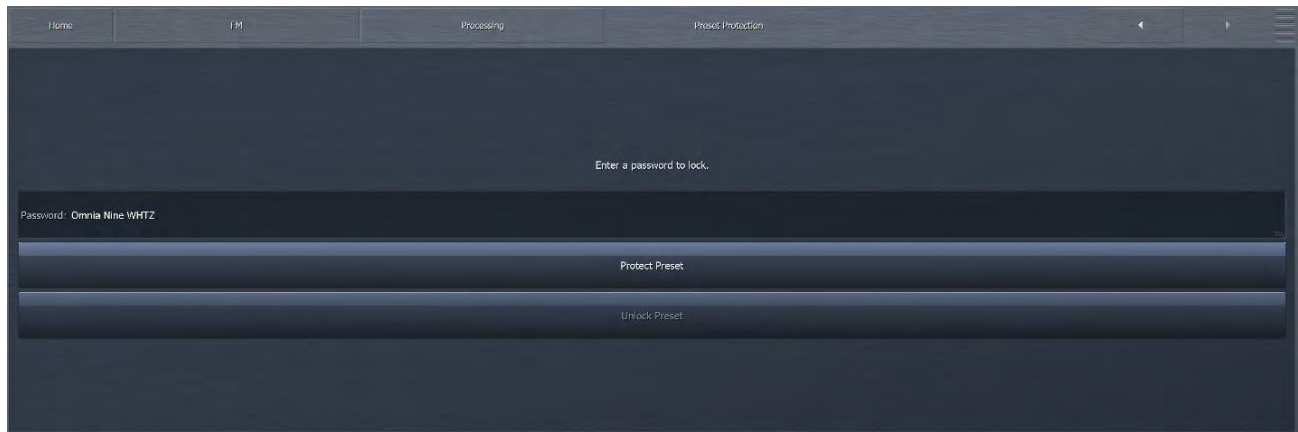 Home FM Processing Preset Protection
Enter a password to lock.
Password: Omnia Nine WHTZ
Protect Preset
Unlock Preset